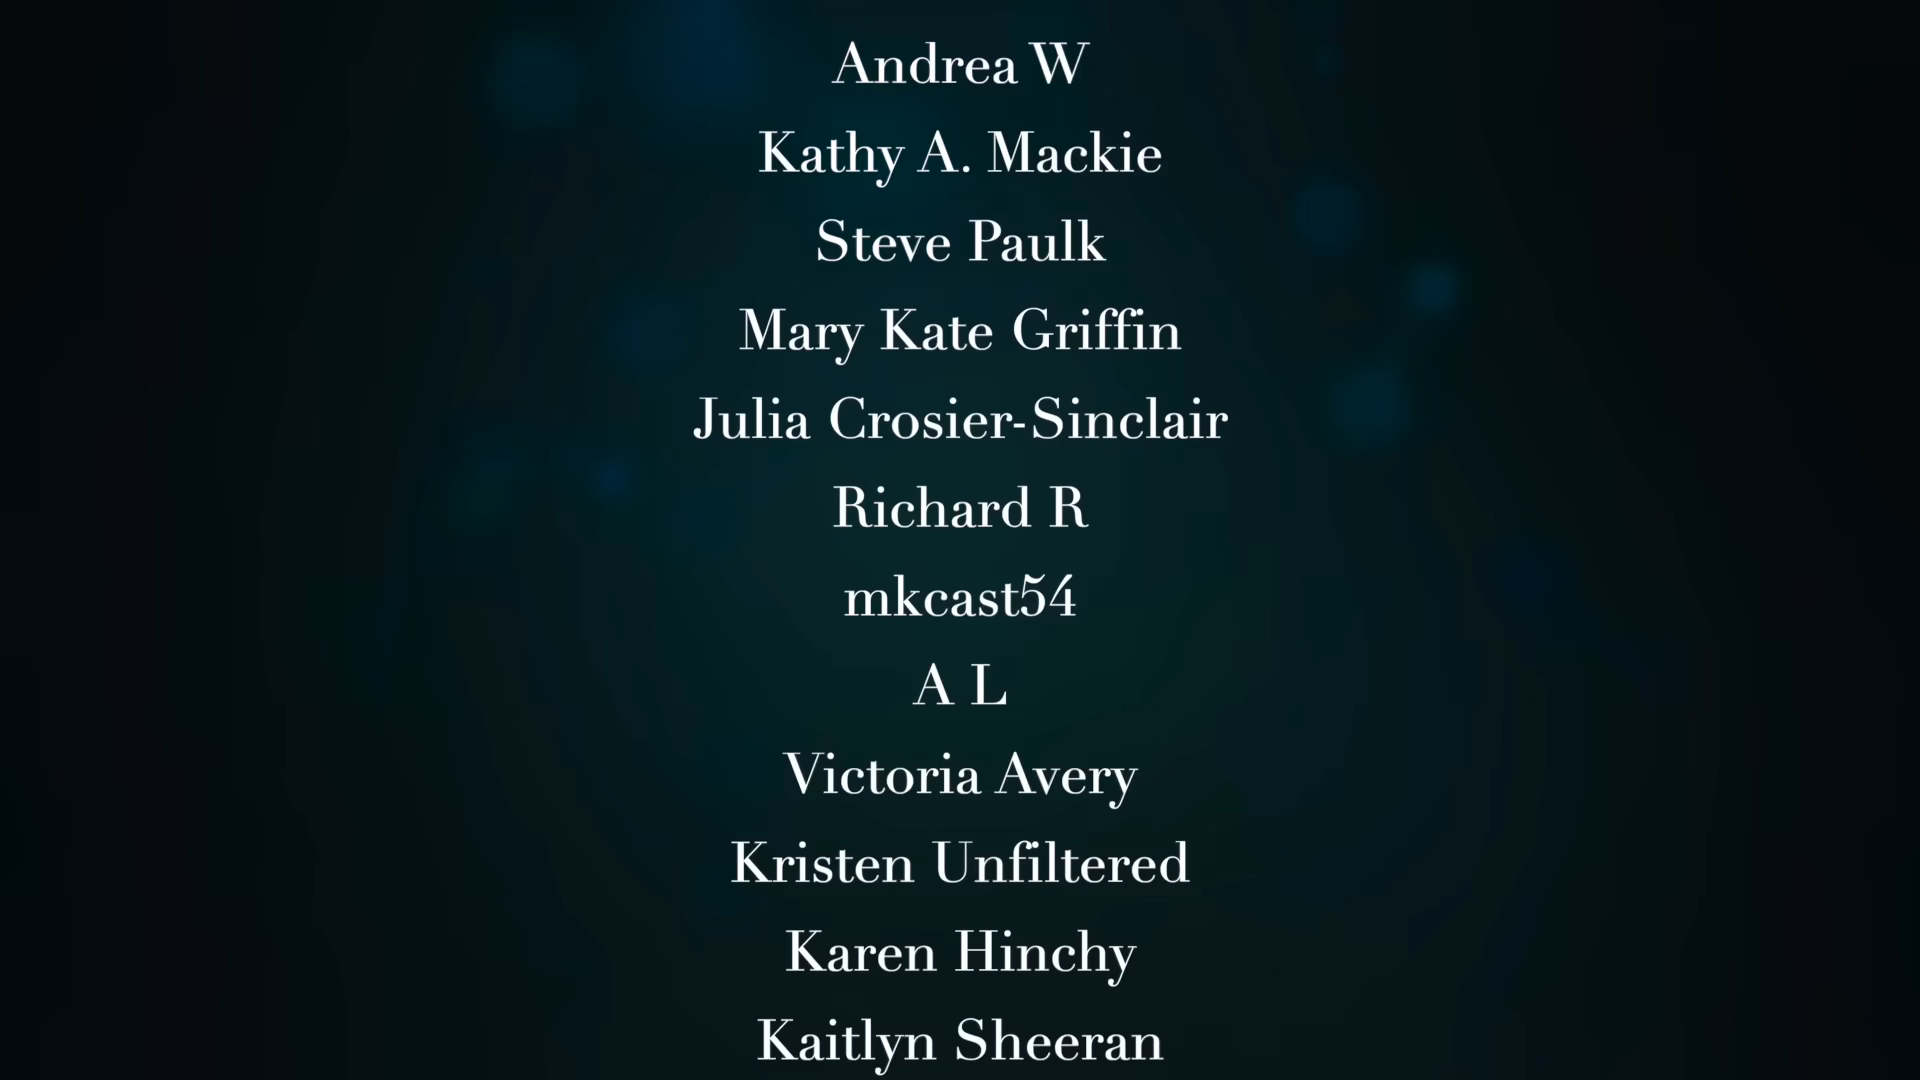 Andrea W
Kathy A. Mackie
Steve Paulk
Mary Kate Griffin
Julia Crosier-Sinclair
Richard R
mkcast54
A L
Victoria Avery
Kristen Unfiltered
Karen Hinchy
Kaitlyn Sheeran